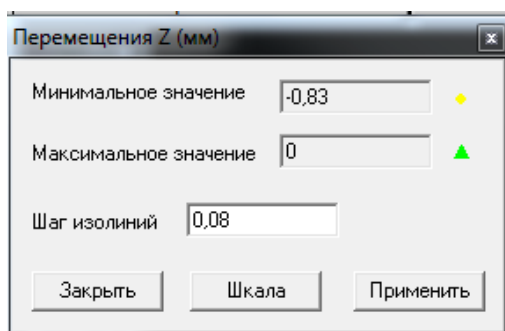 Перемещения Z (мм)
Минимальное значение -0,83
Максимальное значение 0
Шаг изолиний 0,08
Закрыть Шкала Применить